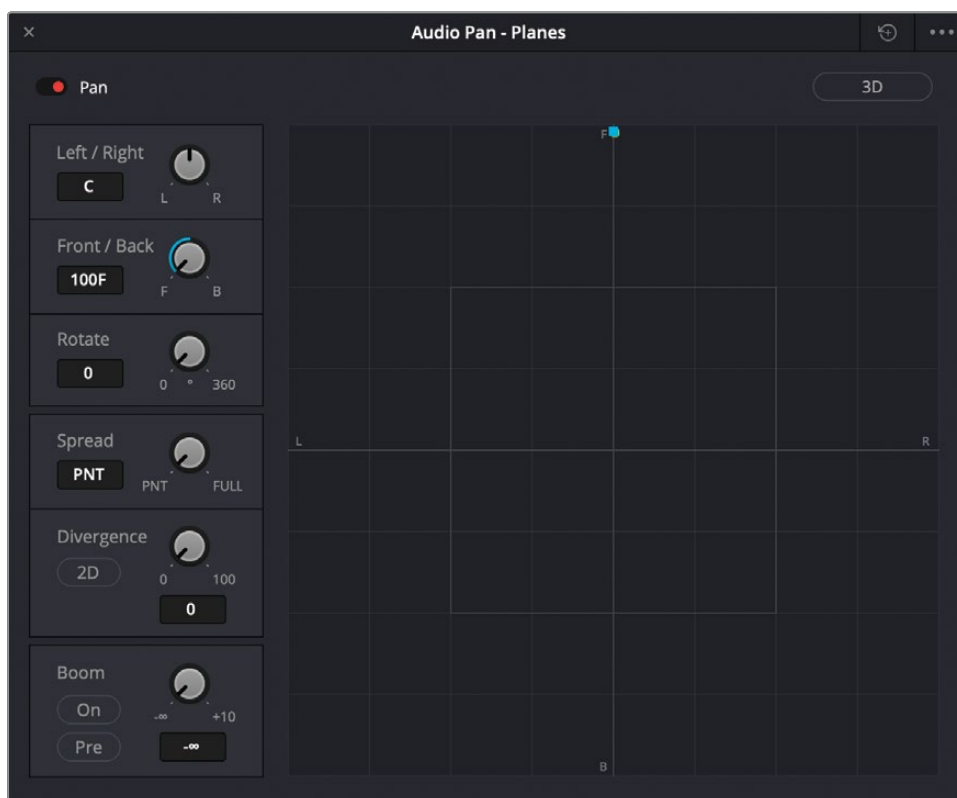 Audio Pan - Planes
Pan
3D
Left / Right
C
L R
Front / Back
100F
F B
Rotate
0
0 ° 360
Spread
PNT
PNT FULL
Divergence
2D
0 100
0
Boom
On
-∞ +10
Pre
-∞
F
L R
B